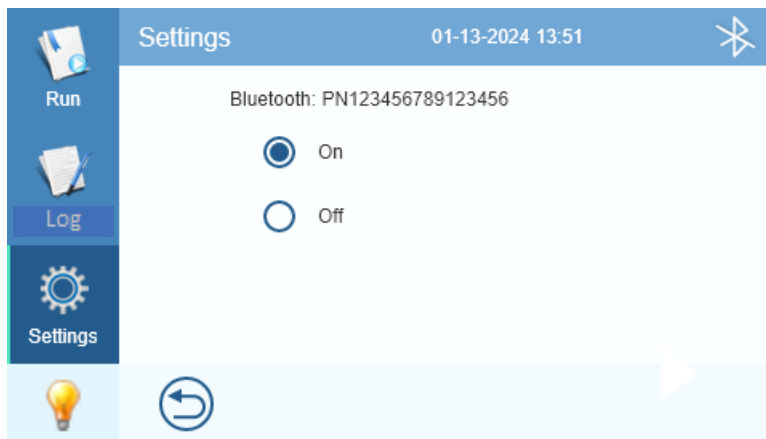 Settings 01-13-2024 13:51
Run
Bluetooth: PN123456789123456
On
Log
Off
Settings